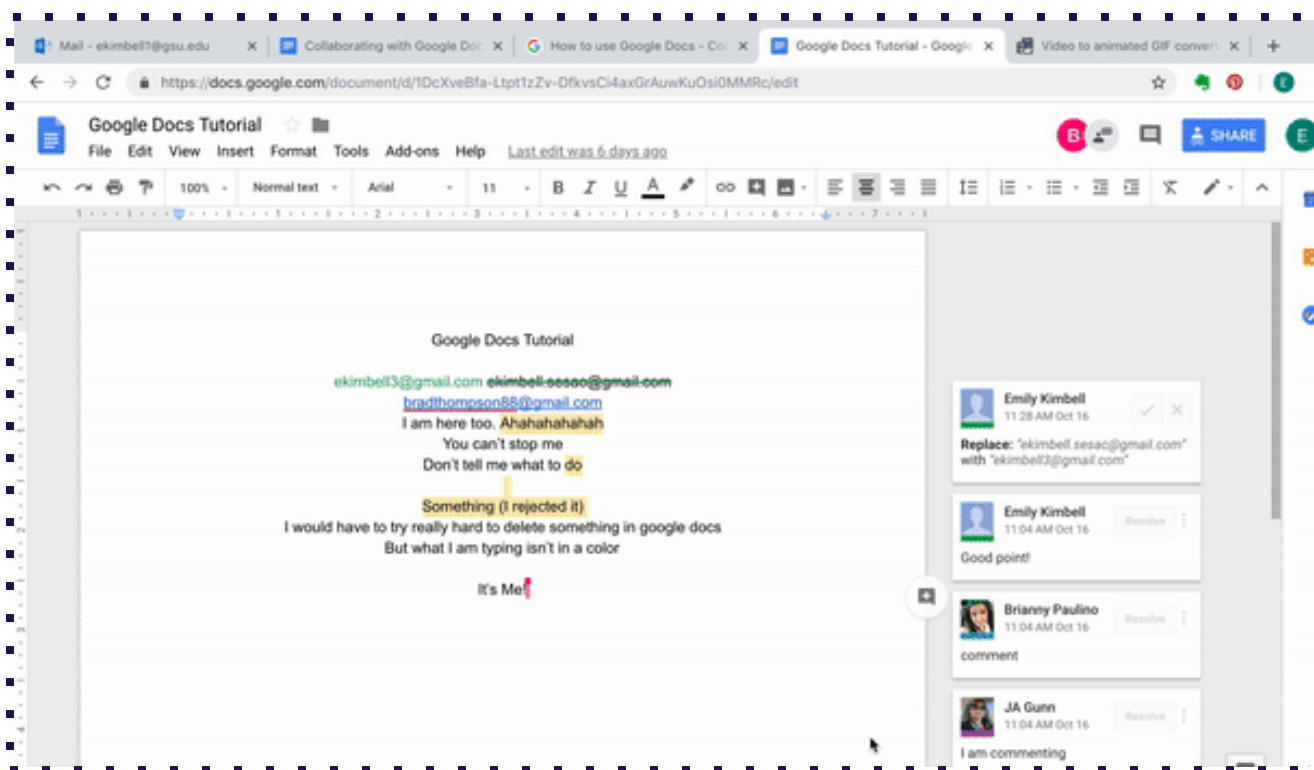 Mail - ekimbell1@gsu.edu
Collaborating with Google Doc
How to use Google Docs - Co
Google Docs Tutorial - Google
Video to animated GIF convert
https://docs.google.com/document/d/1DcXveBfa-Ltpt1zZv-DfkvsCi4axGrAuwKuOsi0MMRc/edit
Google Docs Tutorial
B
SHARE
E
File Edit View Insert Format Tools Add-ons Help Last edit was 6 days ago
100% Normal text Arial 11 B I U A
1 1 2 3 4 5 6 7
Google Docs Tutorial
ekimbell3@gmail.com ekimbell.sesac@gmail.com
bradthompson88@gmail.com
I am here too. Ahahahahahah
You can't stop me
Don't tell me what to do
Something (I rejected it)
I would have to try really hard to delete something in google docs
But what I am typing isn't in a color
It's Me!
Emily Kimbell
11:28 AM Oct 16
Replace: "ekimbell.sesac@gmail.com"
with "ekimbell3@gmail.com"
Emily Kimbell
11:04 AM Oct 16
Resolve
Good point!
Brianny Paulino
11:04 AM Oct 16
Resolve
comment
JA Gunn
11:04 AM Oct 16
Resolve
I am commenting